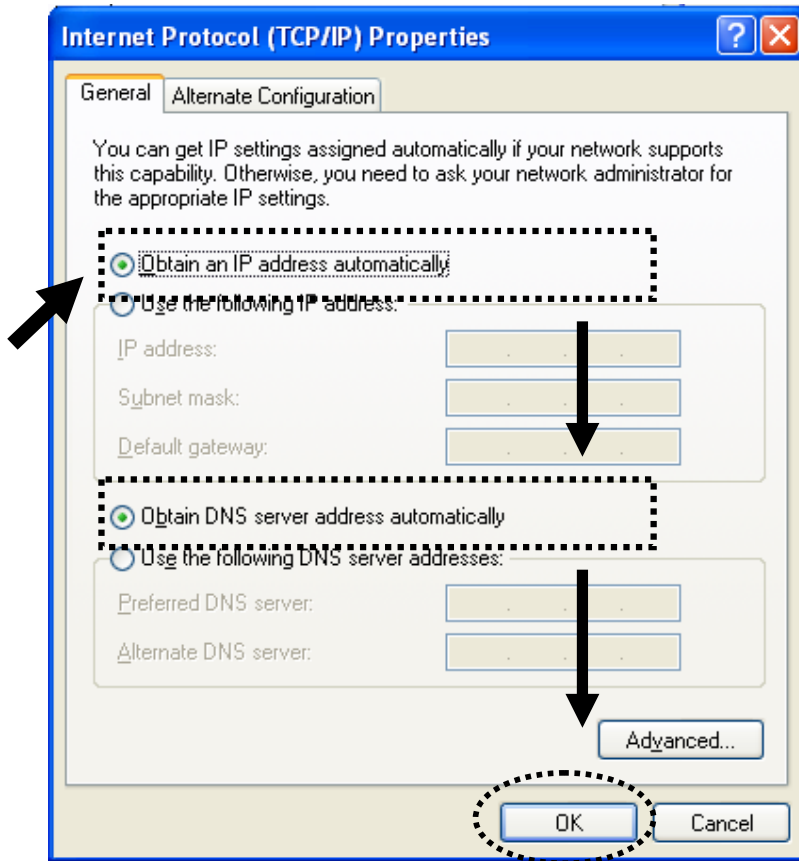 Internet Protocol (TCP/IP) Properties
General Alternate Configuration
You can get IP settings assigned automatically if your network supports
this capability. Otherwise, you need to ask your network administrator for
the appropriate IP settings.
Obtain an IP address automatically
Use the following IP address:
IP address:
Subnet mask:
Default gateway:
Obtain DNS server address automatically
Use the following DNS server addresses:
Preferred DNS server:
Alternate DNS server:
Advanced...
OK Cancel